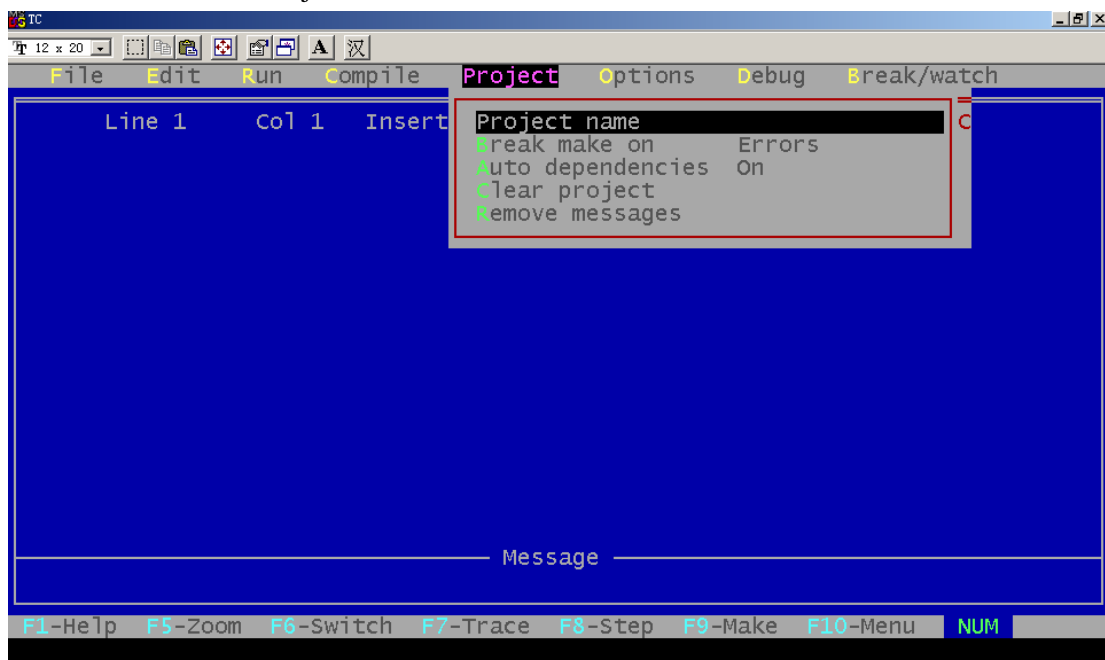 TC
12 x 20 A 汉
File Edit Run Compile Project Options Debug Break/watch
Line 1 Col 1 Insert C
Project name
Break make on Errors
Auto dependencies On
Clear project
Remove messages
Message
F1-Help F5-Zoom F6-Switch F7-Trace F8-Step F9-Make F10-Menu NUM